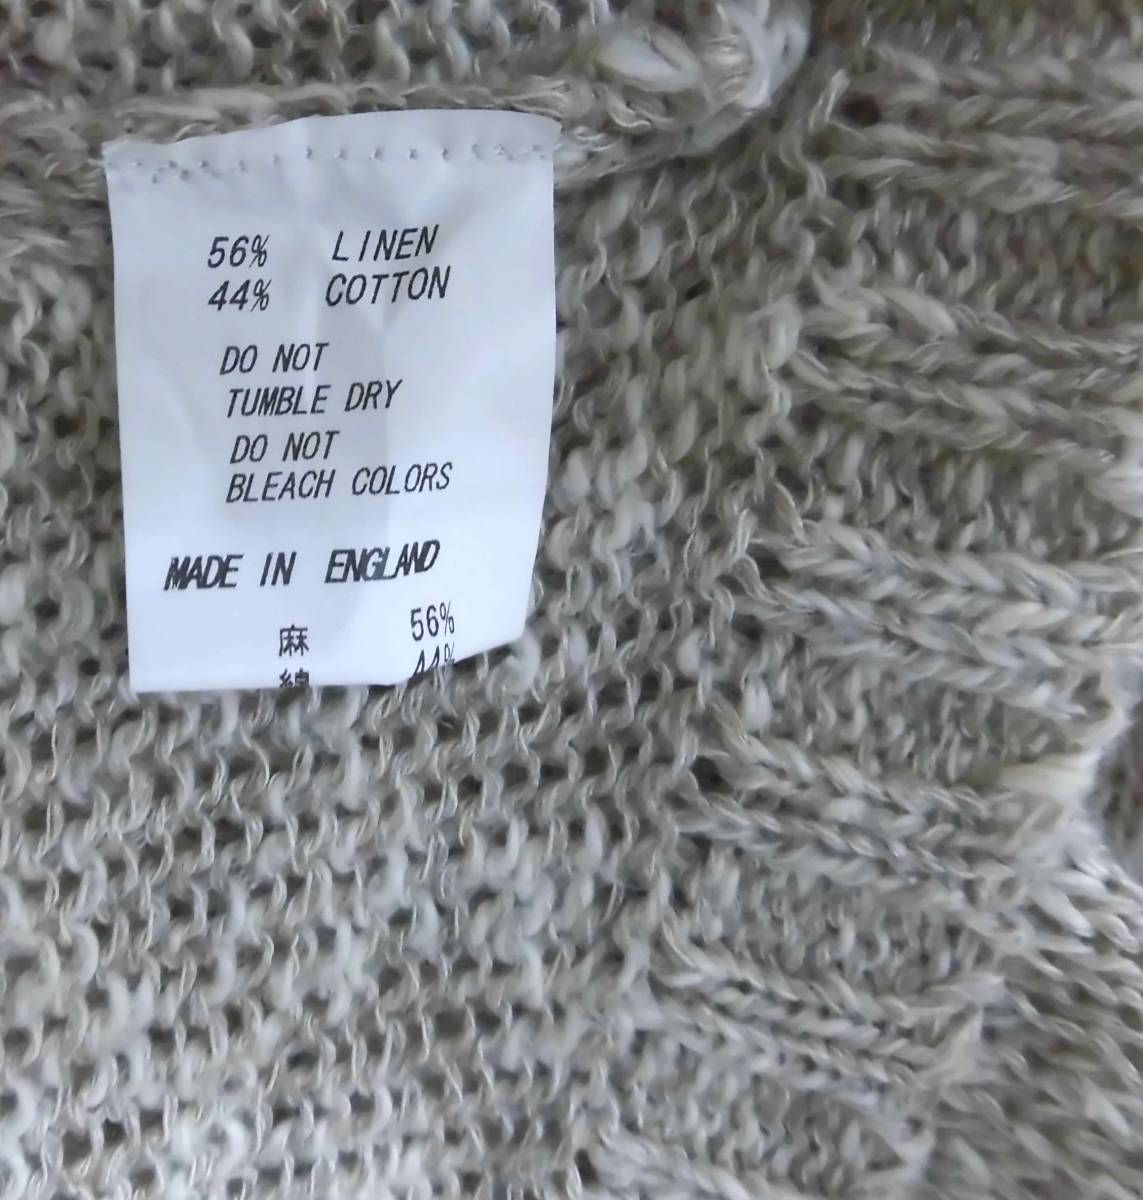 56% LINEN
44% COTTON
DO NOT
TUMBLE DRY
DO NOT
BLEACH COLORS
MADE IN ENGLAND
麻 56%
綿 44%